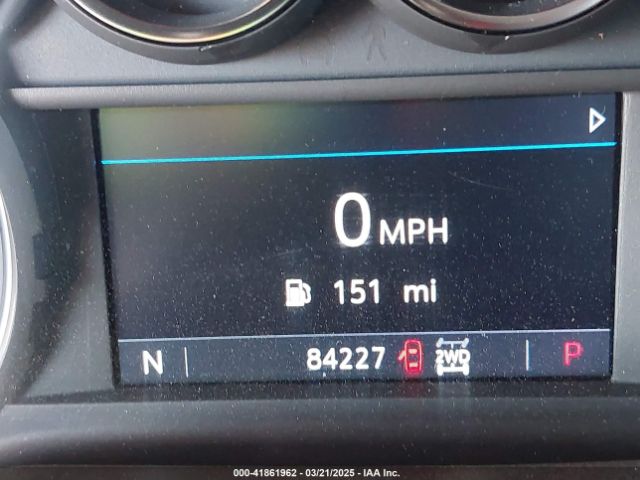 0 MPH
151 mi
N 84227 2WD P
000-41861962 - 03/21/2025 - IAA Inc.